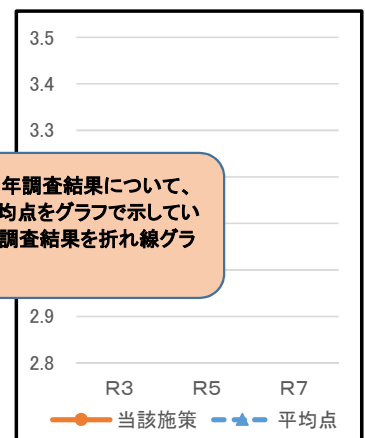 3.5
3.4
3.3
年調査結果について、
均点をグラフで示してい
調査結果を折れ線グラ
2.9
2.8
R3 R5 R7
当該施策 平均点